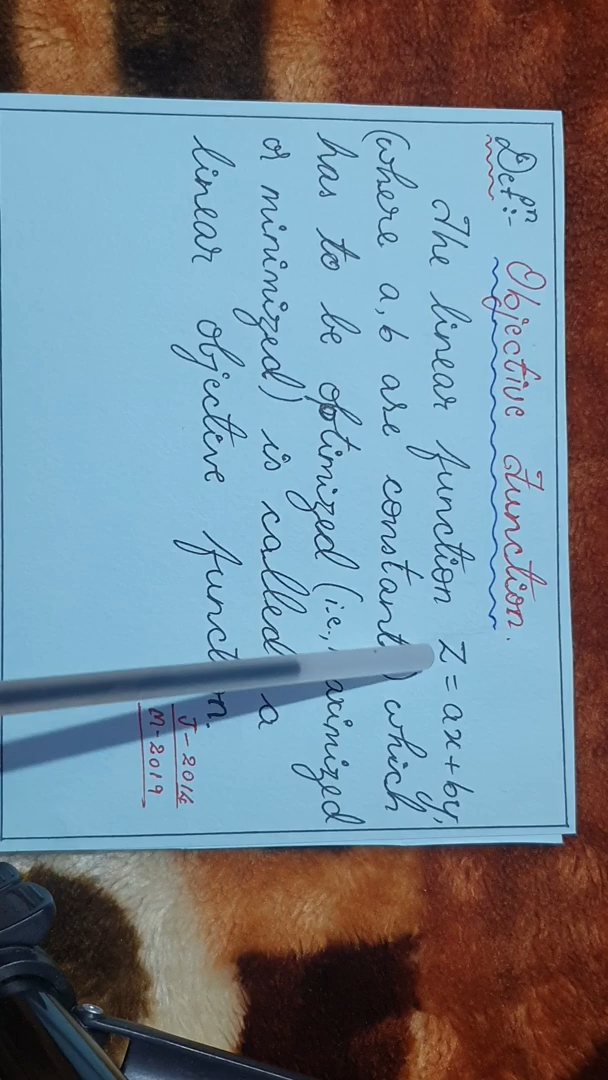 Defⁿ:- Objective Function.
The linear function Z = ax + by,
(where a, b are constant) which
has to be optimized (i.e., maximized
or minimized) is called a
linear objective function.
J-2014
M-2019